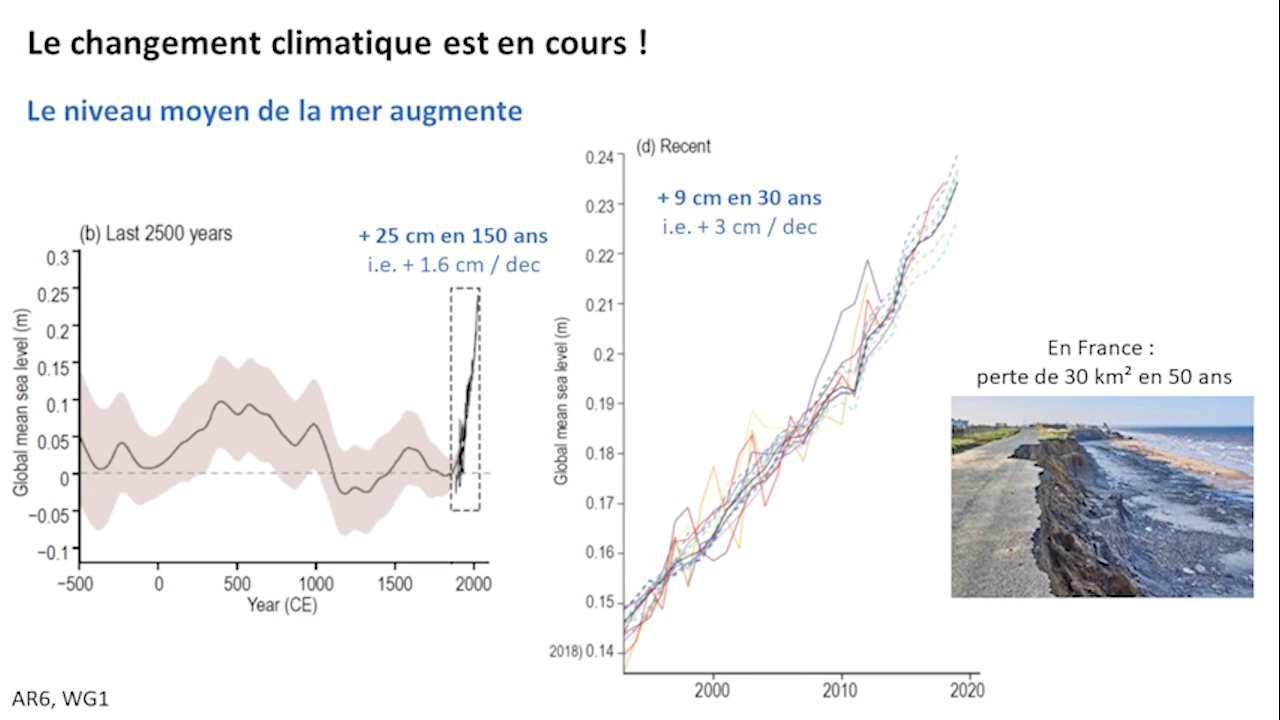 Le changement climatique est en cours !
Le niveau moyen de la mer augmente
(b) Last 2500 years
+ 25 cm en 150 ans
i.e. + 1.6 cm / dec
Global mean sea level (m)
0.3
0.25
0.2
0.15
0.1
0.05
0
−0.05
−0.1
−500
0
500
1000
1500
2000
Year (CE)
(d) Recent
+ 9 cm en 30 ans
i.e. + 3 cm / dec
Global mean sea level (m)
0.24
0.23
0.22
0.21
0.2
0.19
0.18
0.17
0.16
0.15
2018) 0.14
2000
2010
2020
En France :
perte de 30 km² en 50 ans
AR6, WG1